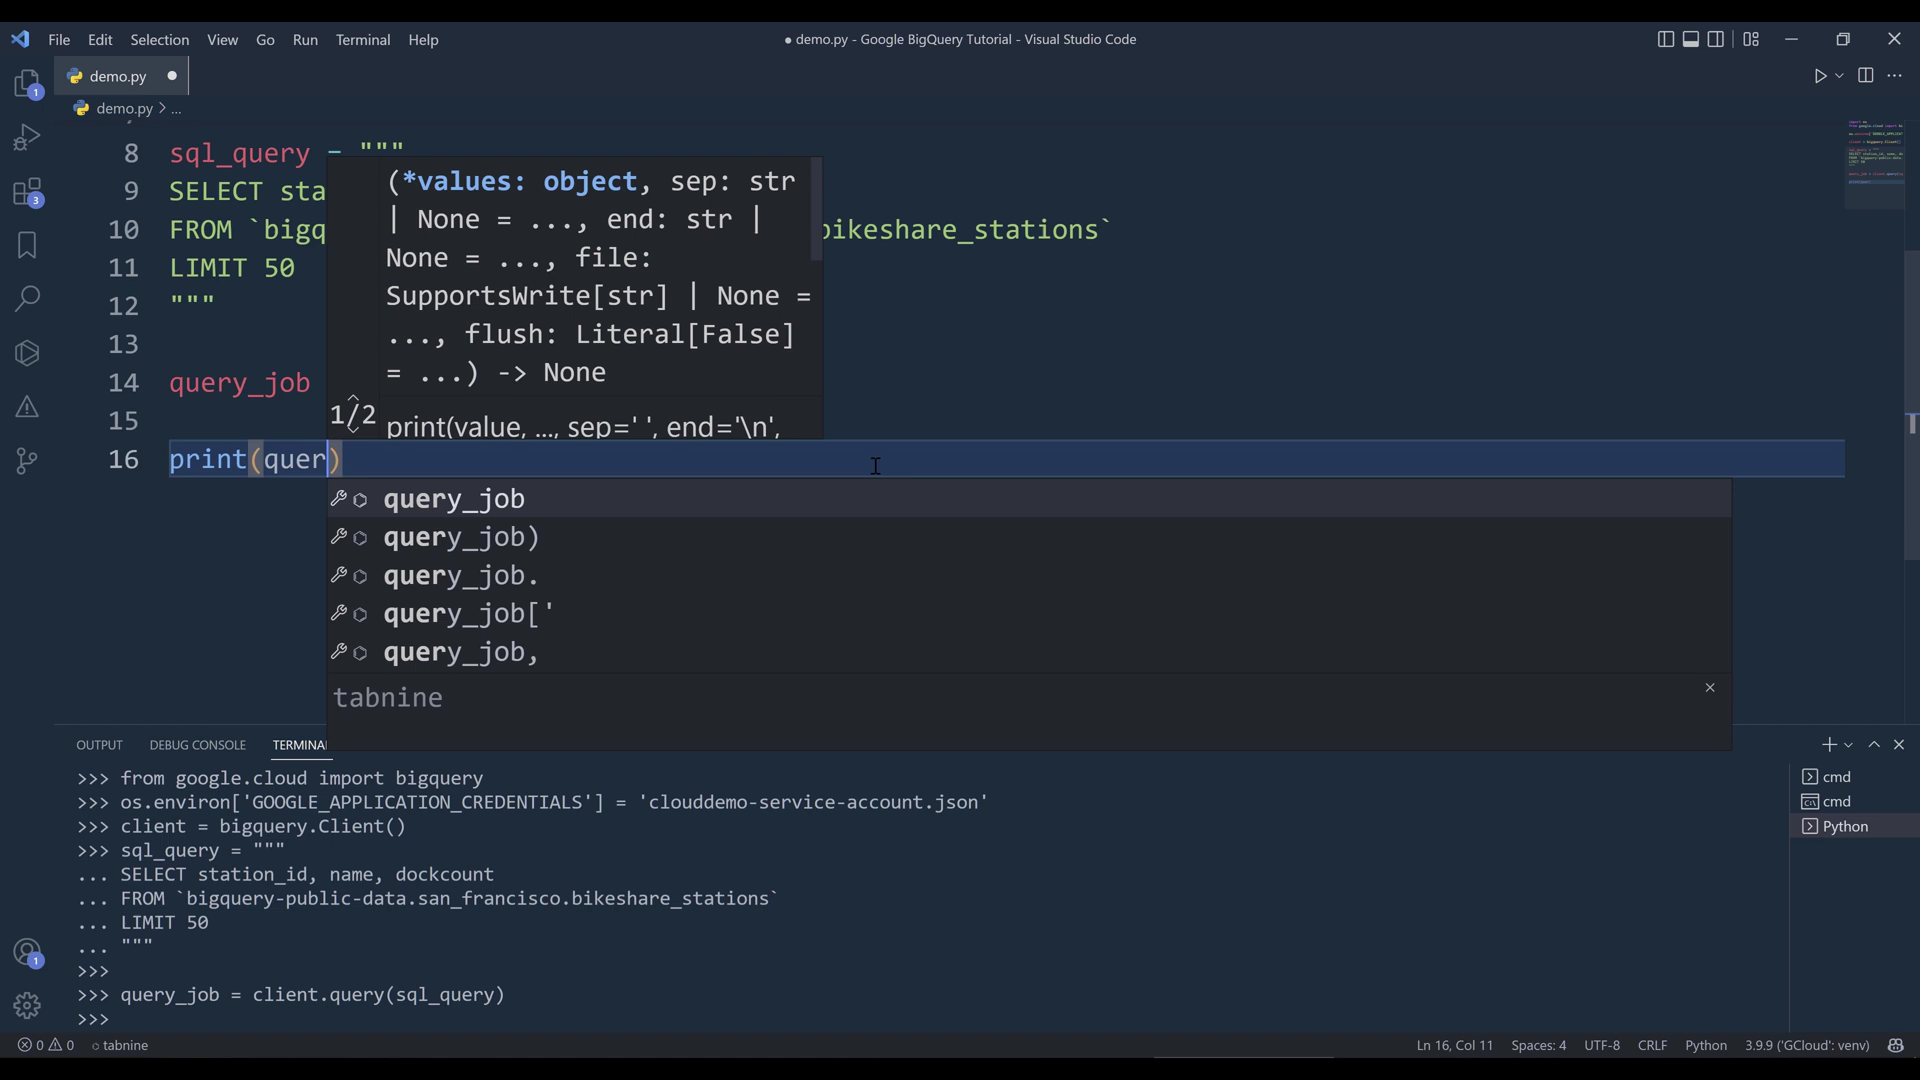 File Edit Selection View Go Run Terminal Help
● demo.py - Google BigQuery Tutorial - Visual Studio Code
demo.py
demo.py > ...
8 sql_query = """
9 SELECT sta
10 FROM `bigq bikeshare_stations`
11 LIMIT 50
12 """
13
14 query_job
15
16 print(quer)
(*values: object, sep: str
| None = ..., end: str |
None = ..., file:
SupportsWrite[str] | None =
..., flush: Literal[False]
= ...) -> None
1/2
print(value, ..., sep=' ', end='\n',
query_job
query_job)
query_job.
query_job['
query_job,
tabnine
OUTPUT DEBUG CONSOLE TERMINAL
>>> from google.cloud import bigquery
>>> os.environ['GOOGLE_APPLICATION_CREDENTIALS'] = 'clouddemo-service-account.json'
>>> client = bigquery.Client()
>>> sql_query = """
... SELECT station_id, name, dockcount
... FROM `bigquery-public-data.san_francisco.bikeshare_stations`
... LIMIT 50
... """
>>>
>>> query_job = client.query(sql_query)
>>>
cmd
cmd
Python
1
3
1
0 0 tabnine
Ln 16, Col 11 Spaces: 4 UTF-8 CRLF Python 3.9.9 ('GCloud': venv)